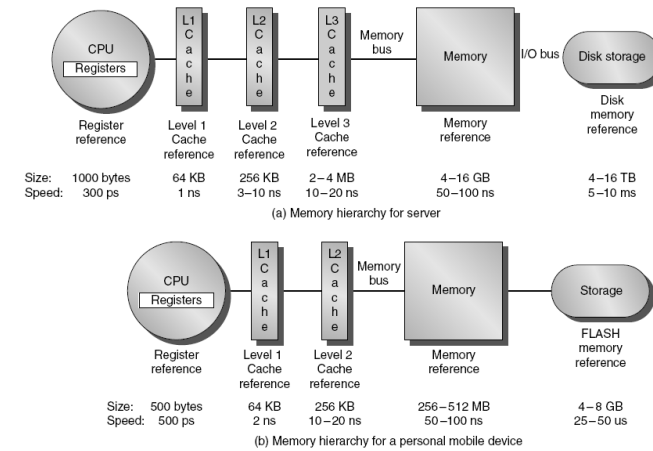 CPU
Registers
L1
C
a
c
h
e
L2
C
a
c
h
e
L3
C
a
c
h
e
Memory
bus
Memory
I/O bus
Disk storage
Register
reference
Level 1
Cache
reference
Level 2
Cache
reference
Level 3
Cache
reference
Memory
reference
Disk
memory
reference
Size: 1000 bytes 64 KB 256 KB 2–4 MB 4–16 GB 4–16 TB
Speed: 300 ps 1 ns 3–10 ns 10–20 ns 50–100 ns 5–10 ms
(a) Memory hierarchy for server
CPU
Registers
L1
C
a
c
h
e
L2
C
a
c
h
e
Memory
bus
Memory
Storage
Register
reference
Level 1
Cache
reference
Level 2
Cache
reference
Memory
reference
FLASH
memory
reference
Size: 500 bytes 64 KB 256 KB 256–512 MB 4–8 GB
Speed: 500 ps 2 ns 10–20 ns 50–100 ns 25–50 us
(b) Memory hierarchy for a personal mobile device